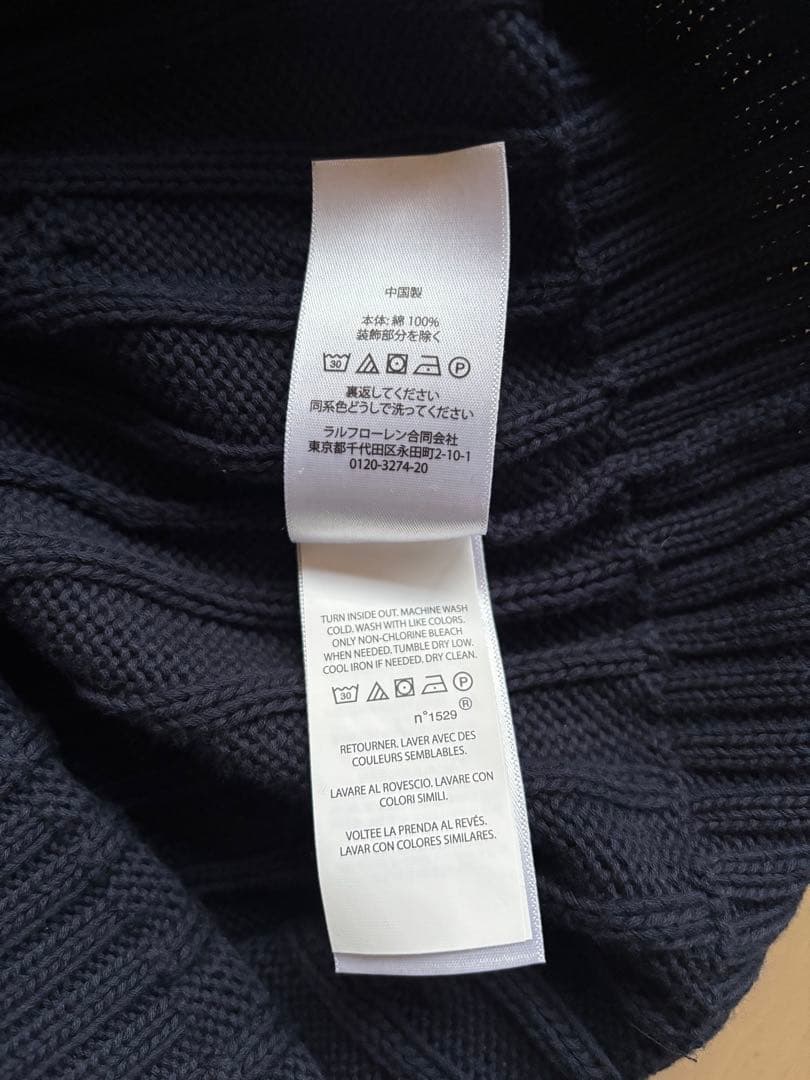 中国製
本体: 綿 100%
装飾部分を除く
30 P
裏返してください
同系色どうしで洗ってください
ラルフローレン合同会社
東京都千代田区永田町2-10-1
0120-3274-20
TURN INSIDE OUT. MACHINE WASH
COLD. WASH WITH LIKE COLORS.
ONLY NON-CHLORINE BLEACH
WHEN NEEDED. TUMBLE DRY LOW.
COOL IRON IF NEEDED. DRY CLEAN.
30 P
n°1529 ®
RETOURNER. LAVER AVEC DES
COULEURS SEMBLABLES.
LAVARE AL ROVESCIO. LAVARE CON
COLORI SIMILI.
VOLTEE LA PRENDA AL REVÉS.
LAVAR CON COLORES SIMILARES.